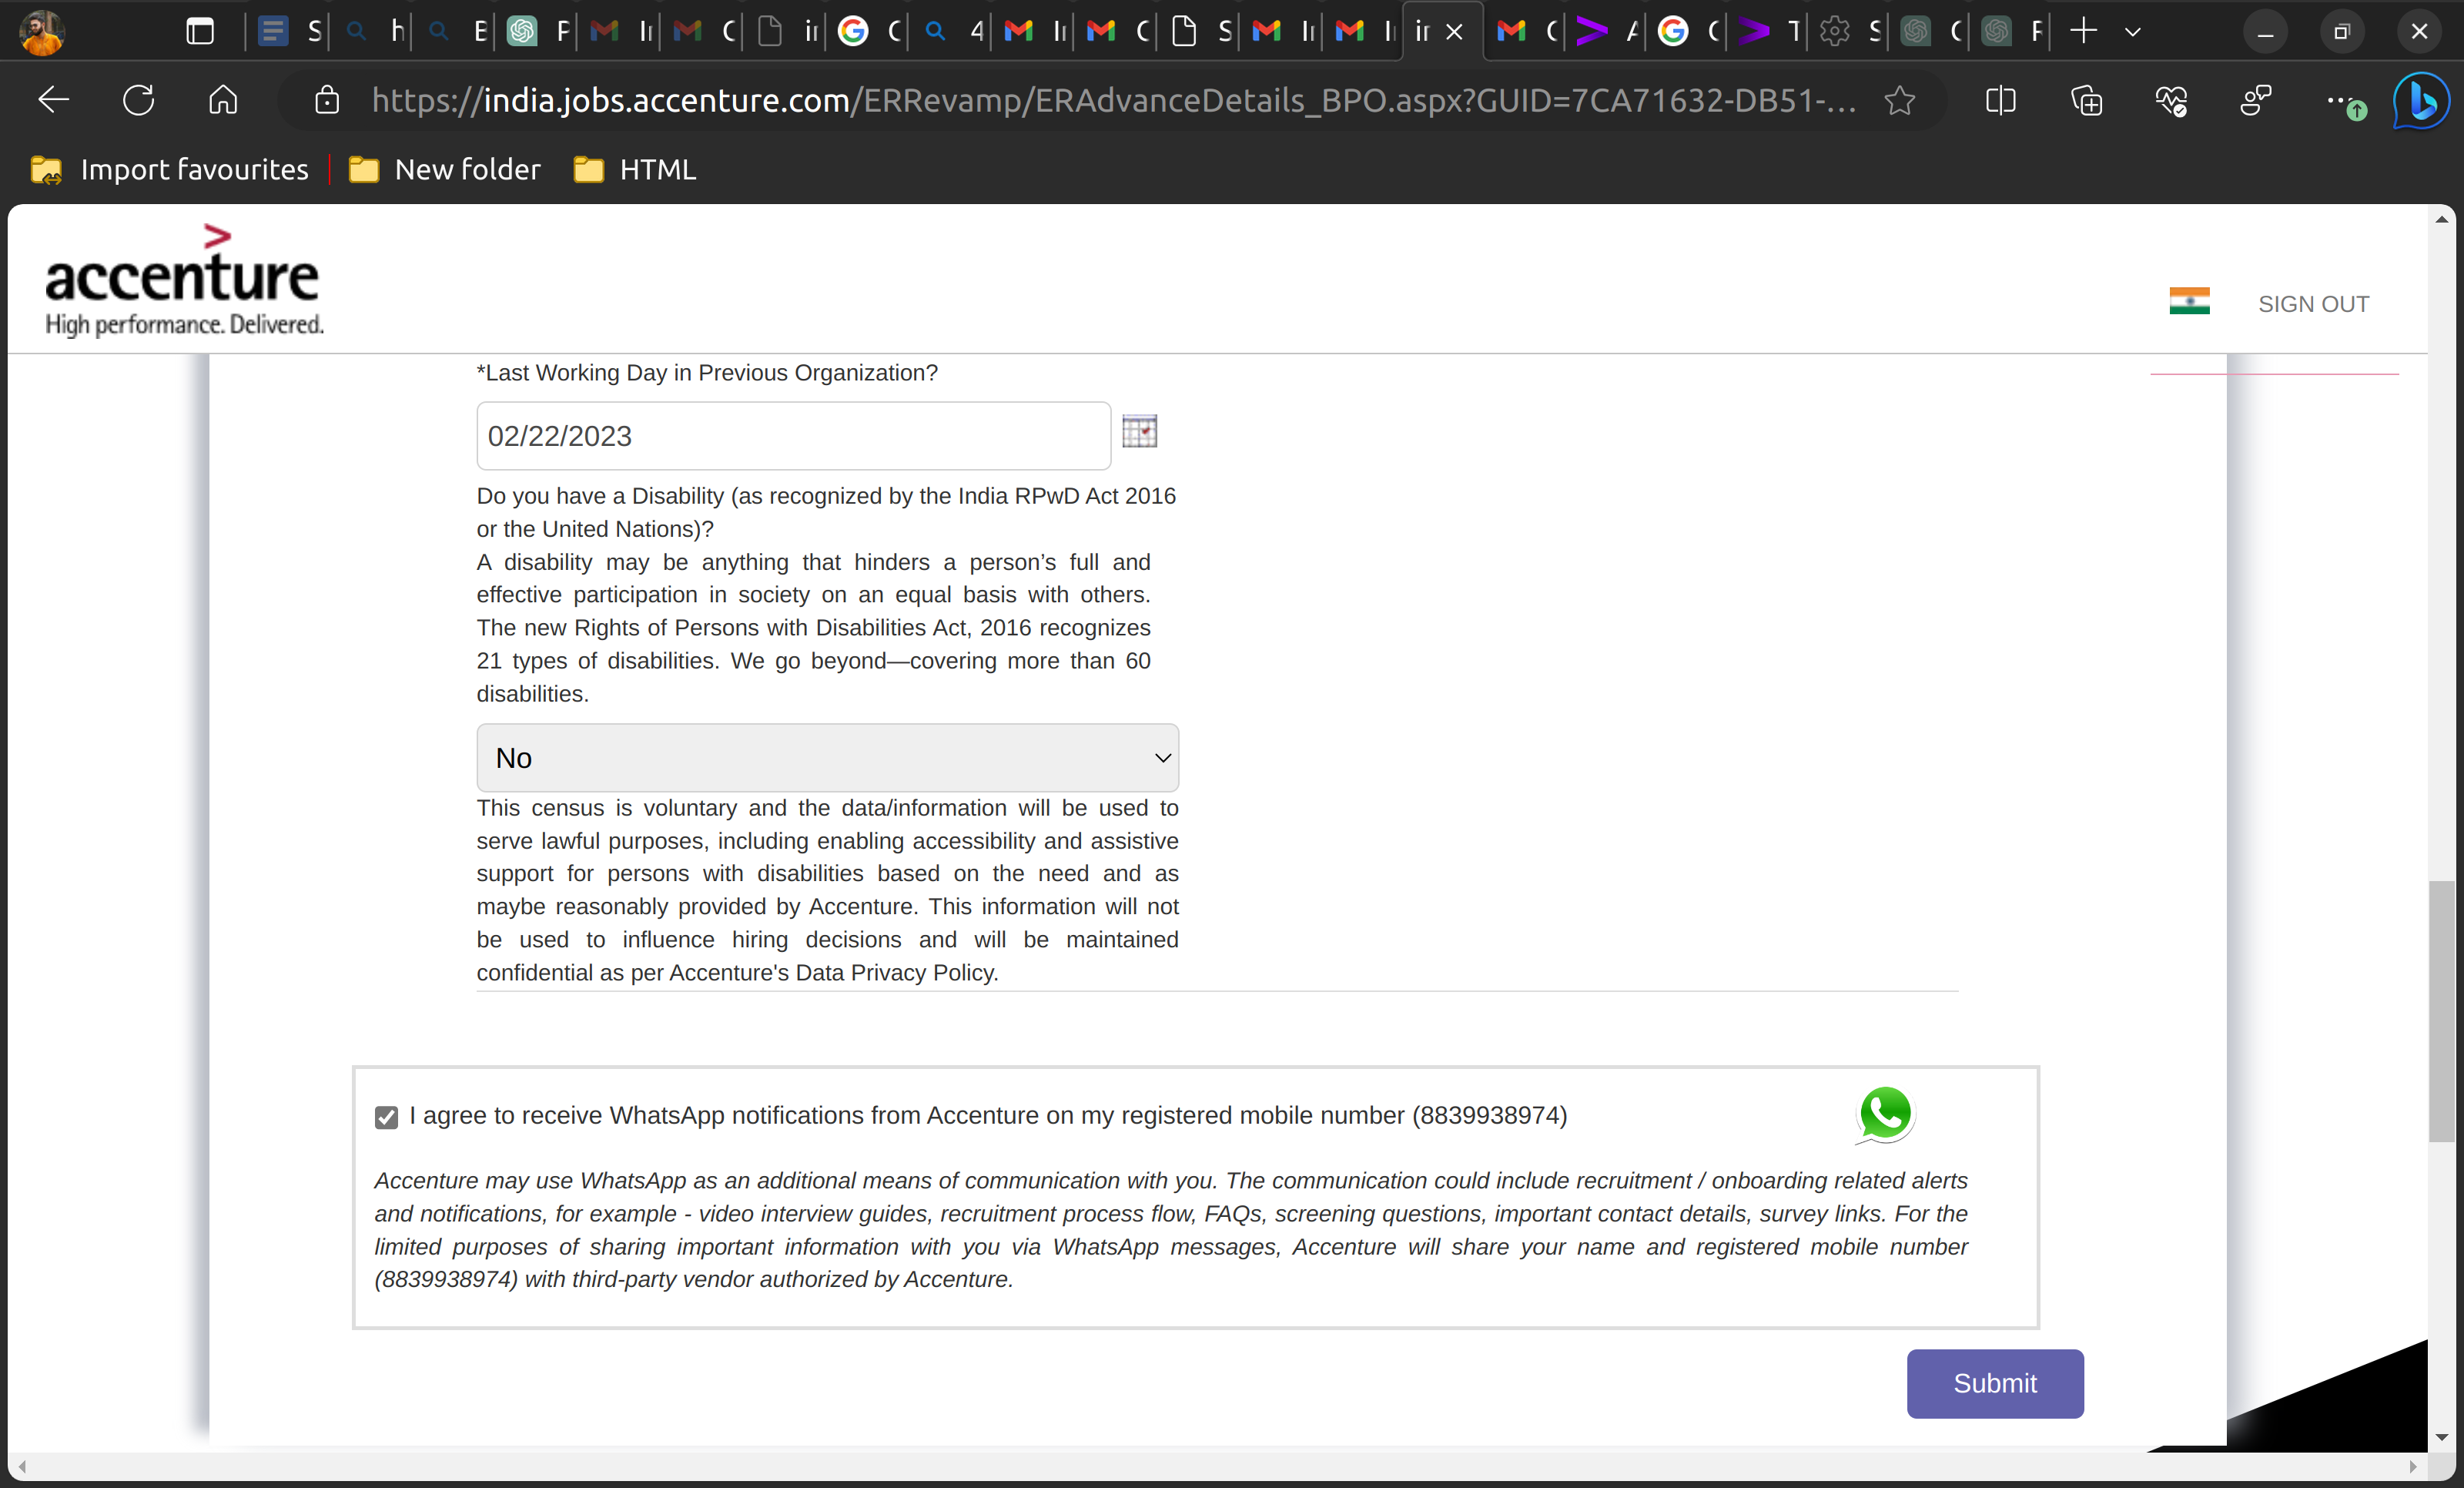 S
h
B
P
Ir
C
ir
C
4
Ir
C
S
Ir
I
ir
C
A
C
T
S
C
F
https://india.jobs.accenture.com/ERRevamp/ERAdvanceDetails_BPO.aspx?GUID=7CA71632-DB51-...
Import favourites
New folder
HTML
accenture
High performance. Delivered.
SIGN OUT
*Last Working Day in Previous Organization?
02/22/2023
Do you have a Disability (as recognized by the India RPwD Act 2016
or the United Nations)?
A disability may be anything that hinders a person’s full and
effective participation in society on an equal basis with others.
The new Rights of Persons with Disabilities Act, 2016 recognizes
21 types of disabilities. We go beyond—covering more than 60
disabilities.
No
This census is voluntary and the data/information will be used to
serve lawful purposes, including enabling accessibility and assistive
support for persons with disabilities based on the need and as
maybe reasonably provided by Accenture. This information will not
be used to influence hiring decisions and will be maintained
confidential as per Accenture's Data Privacy Policy.
I agree to receive WhatsApp notifications from Accenture on my registered mobile number (8839938974)
Accenture may use WhatsApp as an additional means of communication with you. The communication could include recruitment / onboarding related alerts
and notifications, for example - video interview guides, recruitment process flow, FAQs, screening questions, important contact details, survey links. For the
limited purposes of sharing important information with you via WhatsApp messages, Accenture will share your name and registered mobile number
(8839938974) with third-party vendor authorized by Accenture.
Submit